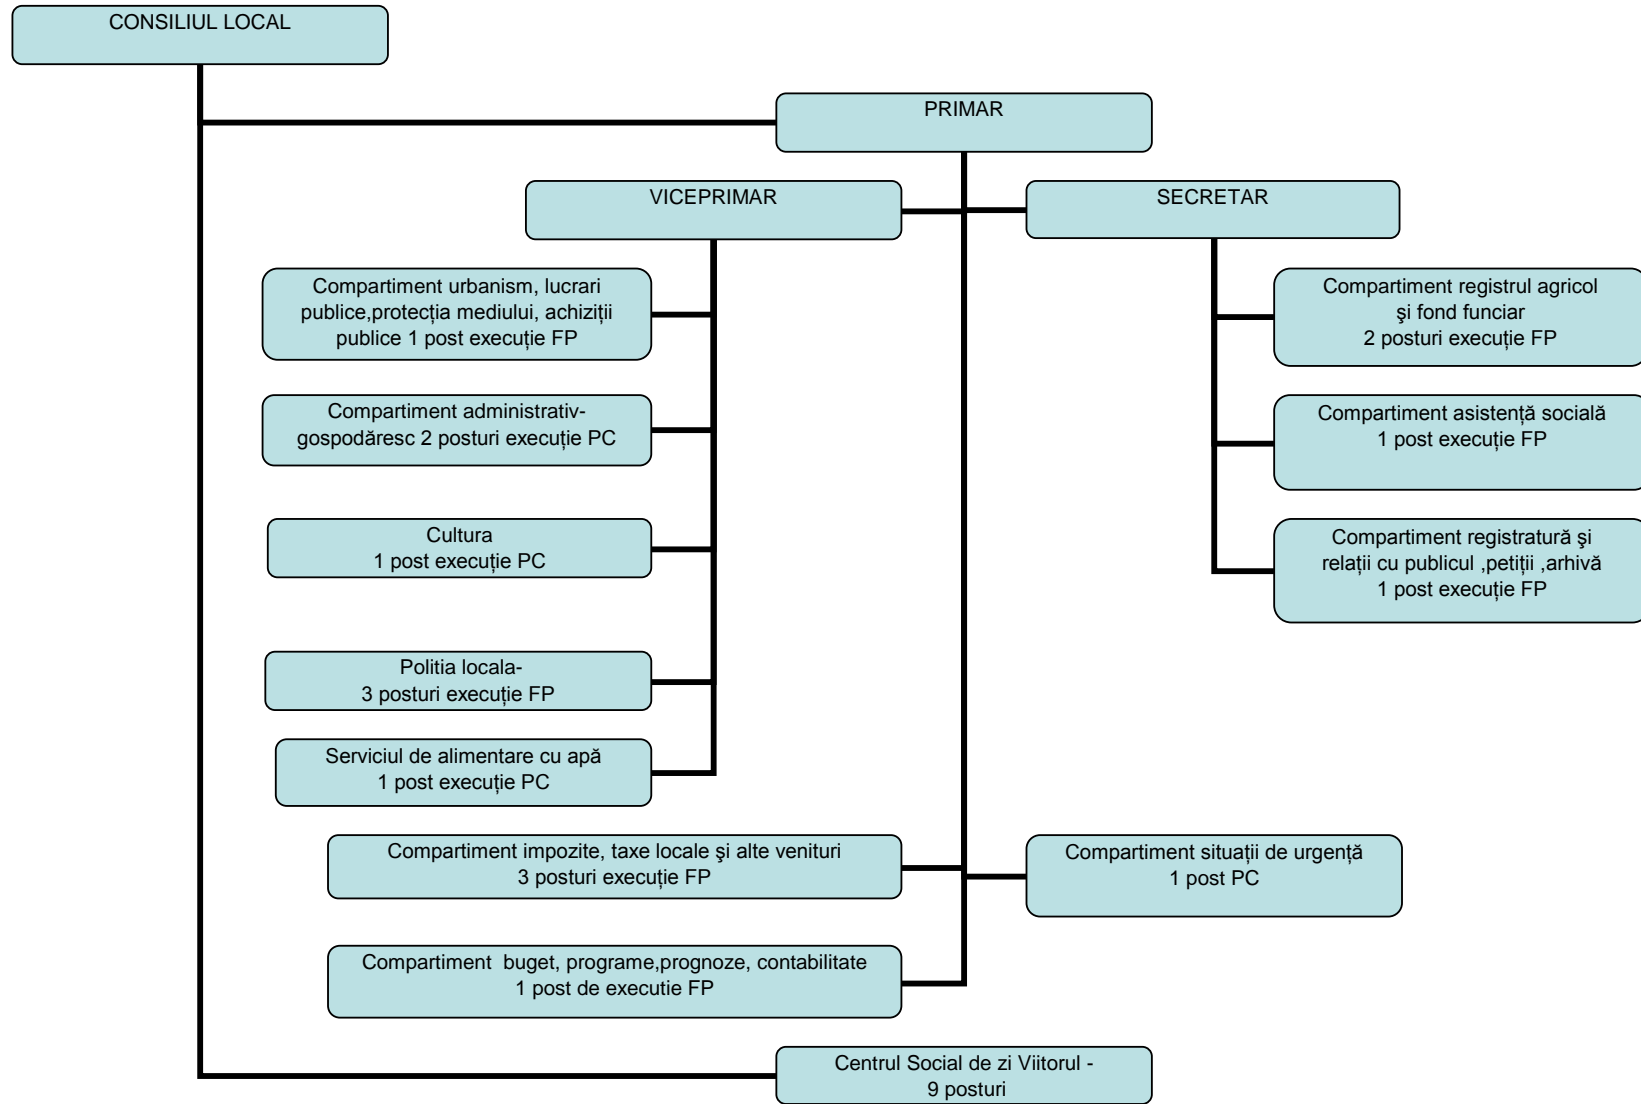 CONSILIUL LOCAL
PRIMAR
VICEPRIMAR
SECRETAR
Compartiment urbanism, lucrari
publice,protecția mediului, achiziții
publice 1 post execuție FP
Compartiment registrul agricol
şi fond funciar
2 posturi execuție FP
Compartiment administrativ-
gospodăresc 2 posturi execuție PC
Compartiment asistență socială
1 post execuție FP
Cultura
1 post execuție PC
Compartiment registratură şi
relații cu publicul ,petiții ,arhivă
1 post execuție FP
Politia locala-
3 posturi execuție FP
Serviciul de alimentare cu apă
1 post execuție PC
Compartiment impozite, taxe locale şi alte venituri
3 posturi execuție FP
Compartiment situații de urgență
1 post PC
Compartiment  buget, programe,prognoze, contabilitate
1 post de executie FP
Centrul Social de zi Viitorul -
9 posturi